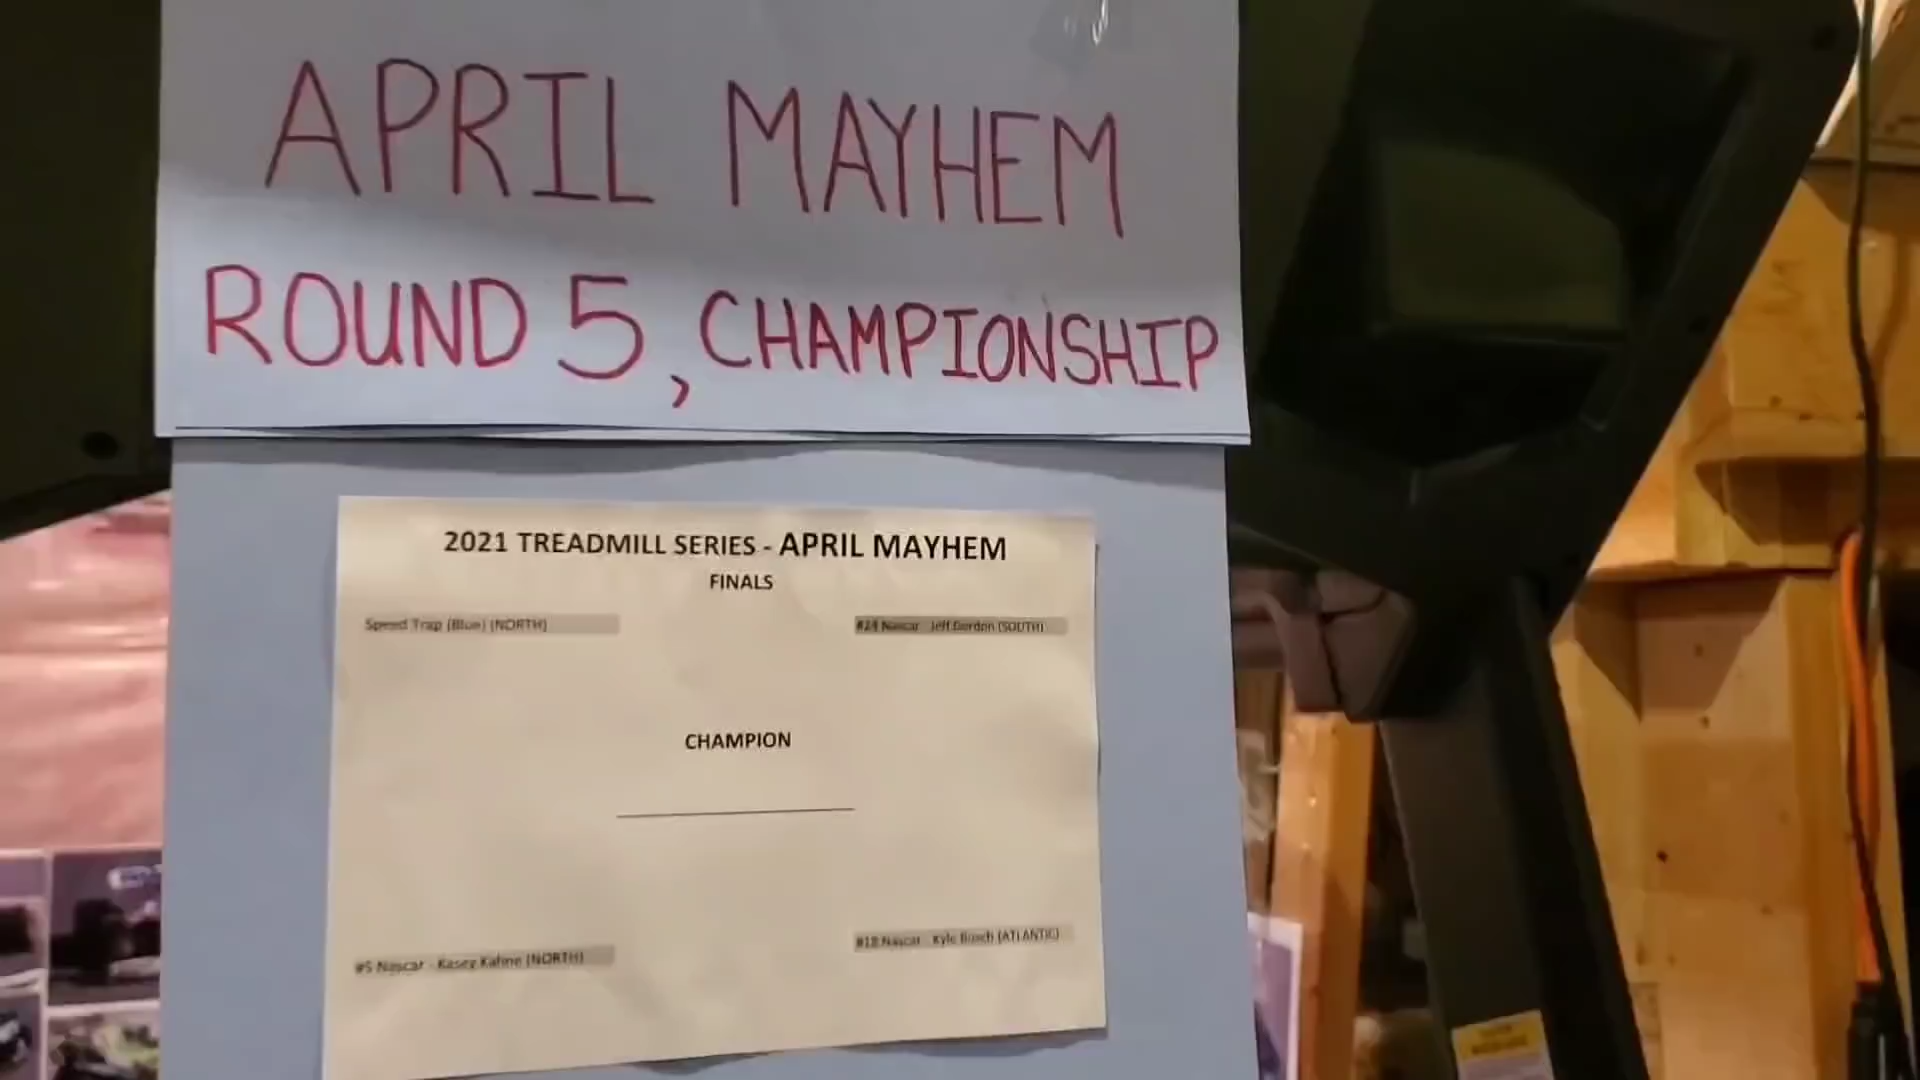 APRIL MAYHEM
ROUND 5, CHAMPIONSHIP
2021 TREADMILL SERIES - APRIL MAYHEM
FINALS
Speed Trap (Blue) (NORTH)
#24 Nascar - Jeff Gordon (SOUTH)
CHAMPION
#18 Nascar - Kyle Busch (ATLANTIC)
#5 Nascar - Kasey Kahne (NORTH)